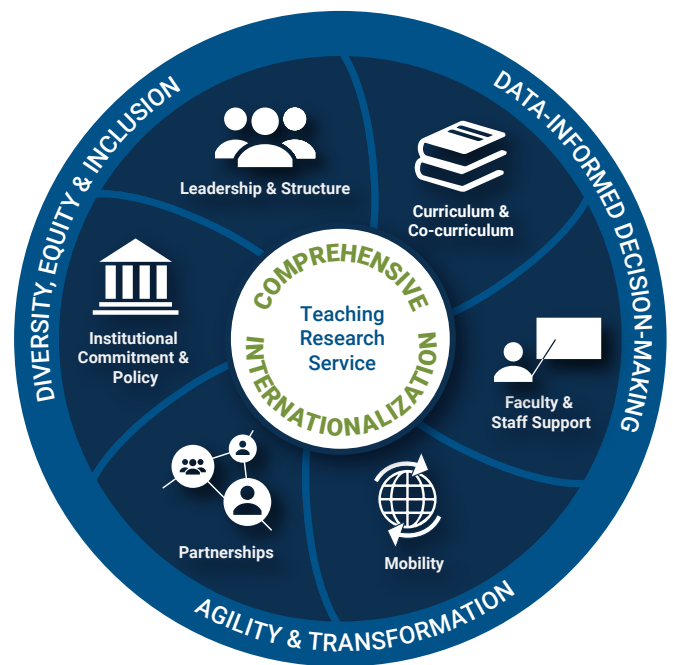 DIVERSITY, EQUITY & INCLUSION
DATA-INFORMED DECISION-MAKING
AGILITY & TRANSFORMATION
Leadership & Structure
Curriculum &
Co-curriculum
Institutional
Commitment &
Policy
COMPREHENSIVE
INTERNATIONALIZATION
Teaching
Research
Service
Faculty &
Staff Support
Partnerships
Mobility